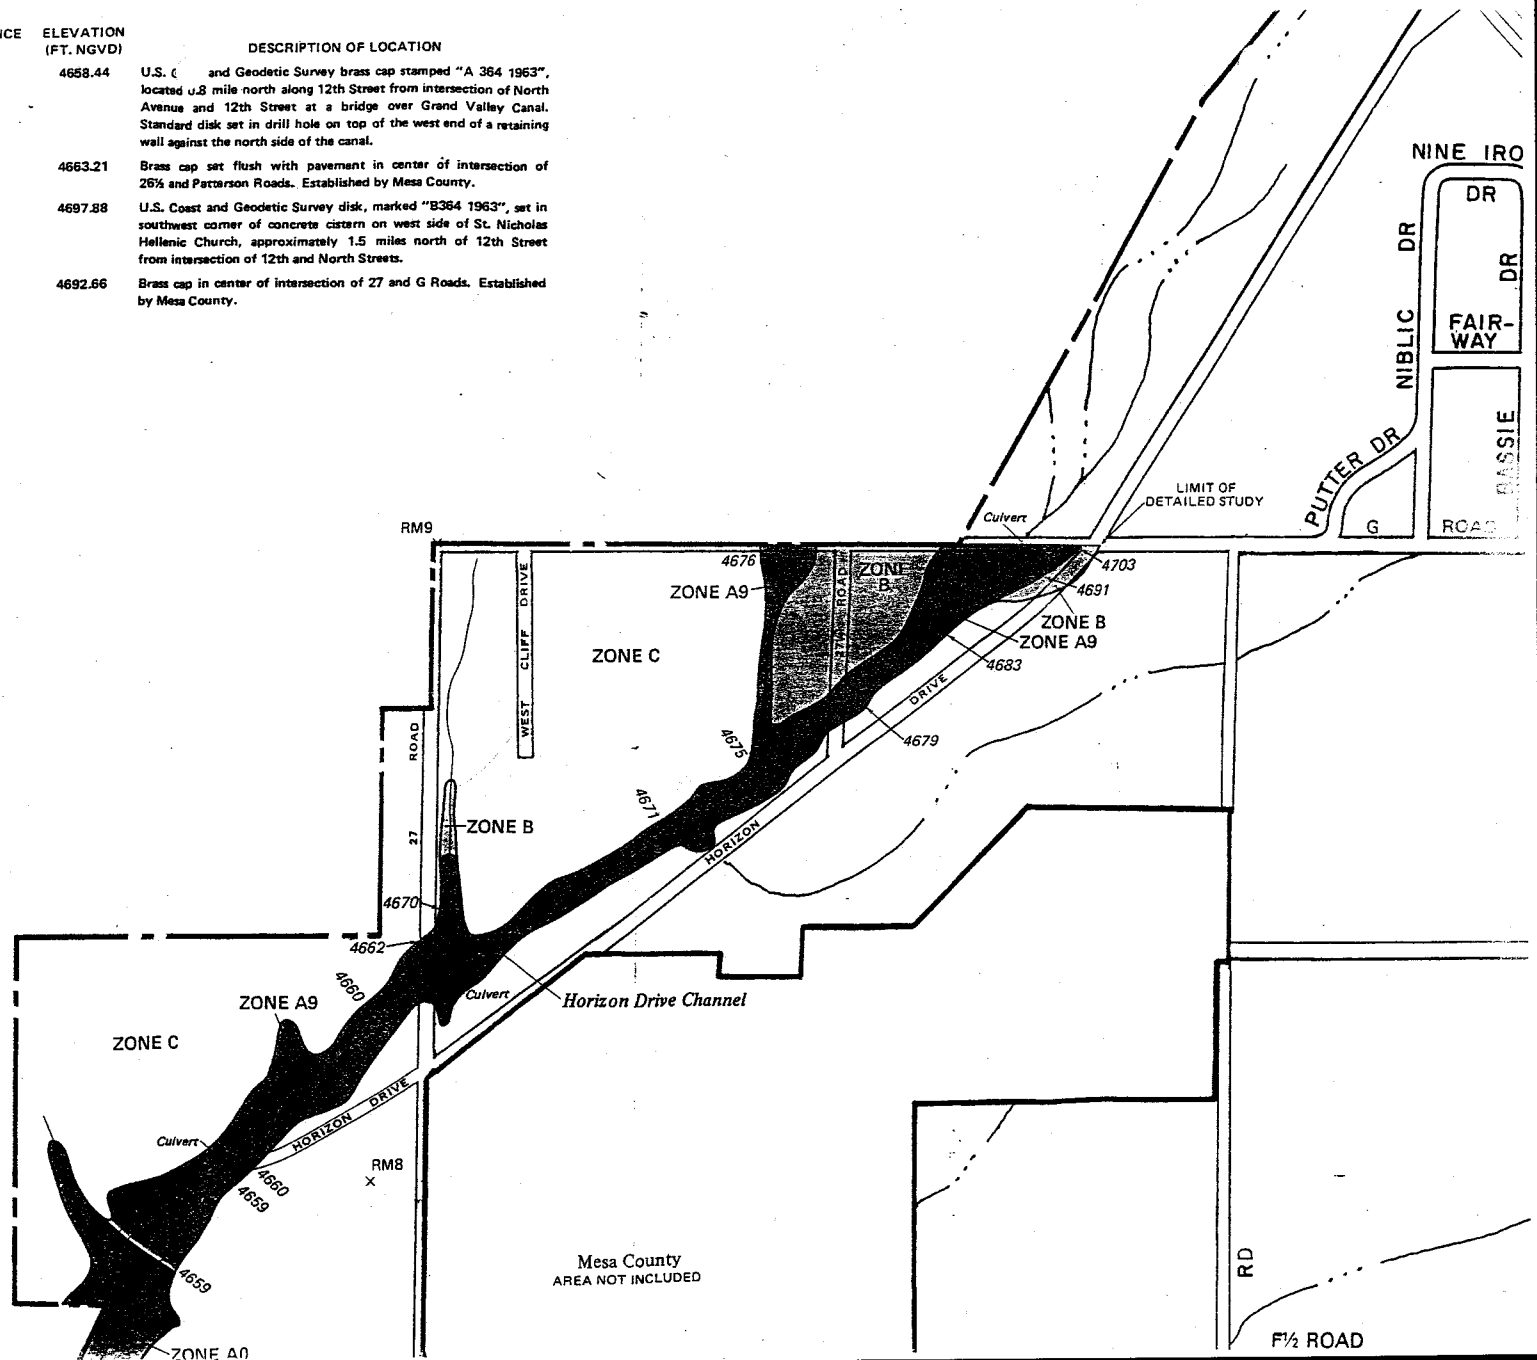 ELEVATION
(FT. NGVD)
DESCRIPTION OF LOCATION
4658.44 U.S. and Geodetic Survey brass cap stamped "A 364 1963",
located 0.8 mile north along 12th Street from intersection of North
Avenue and 12th Street at a bridge over Grand Valley Canal.
Standard disk set in drill hole on top of the west end of a retaining
wall against the north side of the canal.
4663.21 Brass cap set flush with pavement in center of intersection of
26½ and Patterson Roads. Established by Mesa County.
4697.88 U.S. Coast and Geodetic Survey disk, marked "B364 1963", set in
southwest corner of concrete cistern on west side of St. Nicholas
Hellenic Church, approximately 1.5 miles north of 12th Street
from intersection of 12th and North Streets.
4692.66 Brass cap in center of intersection of 27 and G Roads. Established
by Mesa County.
NINE IRO
DR
NIBLIC DR
DR
FAIR-
WAY
BASSIE
PUTTER DR
G ROAD
LIMIT OF
DETAILED STUDY
Culvert
RM9
4676
ZONE A9
ZONE
B
ROAD
4703
4691
ZONE B
ZONE A9
4683
WEST CLIFF DRIVE
ZONE C
HORIZON DRIVE
4679
4675
4671
27 ROAD
ZONE B
4670
4662
4660
ZONE A9
Culvert
Horizon Drive Channel
ZONE C
HORIZON DRIVE
Culvert
RM8
4660
4659
4659
Mesa County
AREA NOT INCLUDED
RD
F½ ROAD
ZONE A0